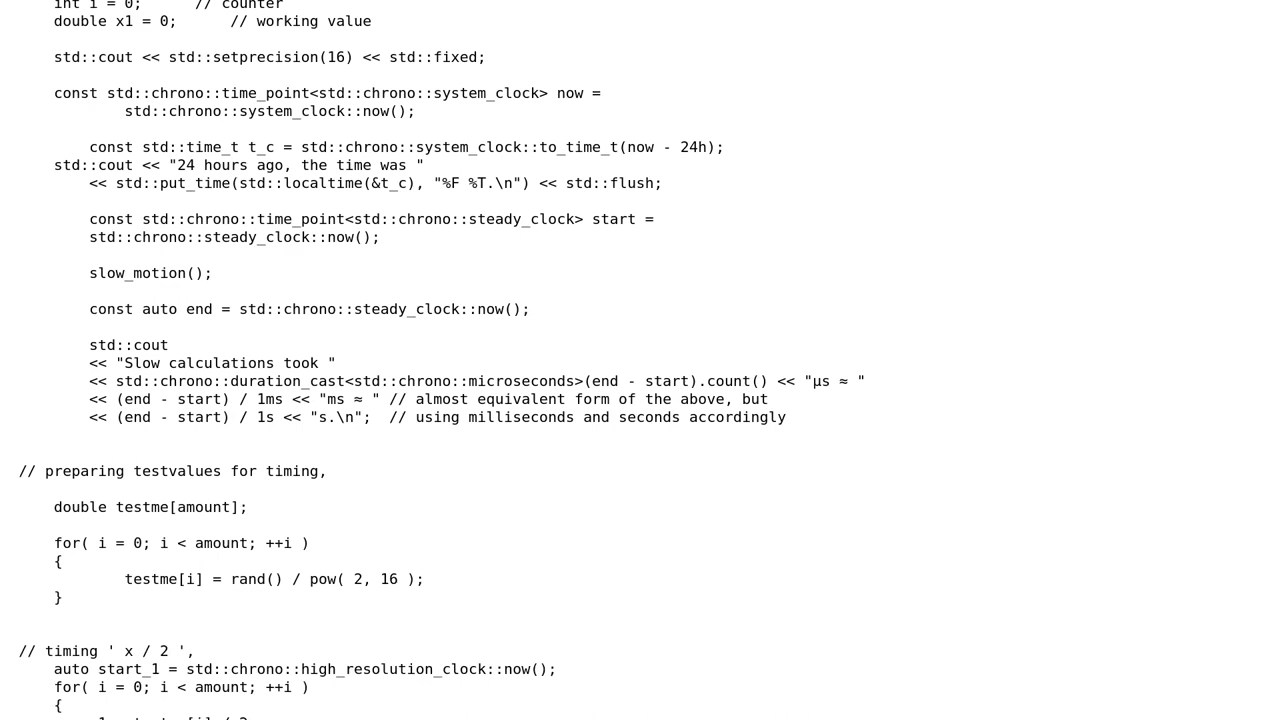 int i = 0;      // counter
double x1 = 0;      // working value
std::cout << std::setprecision(16) << std::fixed;
const std::chrono::time_point<std::chrono::system_clock> now =
std::chrono::system_clock::now();
const std::time_t t_c = std::chrono::system_clock::to_time_t(now - 24h);
std::cout << "24 hours ago, the time was "
<< std::put_time(std::localtime(&t_c), "%F %T.\n") << std::flush;
const std::chrono::time_point<std::chrono::steady_clock> start =
std::chrono::steady_clock::now();
slow_motion();
const auto end = std::chrono::steady_clock::now();
std::cout
<< "Slow calculations took "
<< std::chrono::duration_cast<std::chrono::microseconds>(end - start).count() << "µs ≈ "
<< (end - start) / 1ms << "ms ≈ " // almost equivalent form of the above, but
<< (end - start) / 1s << "s.\n";  // using milliseconds and seconds accordingly
// preparing testvalues for timing,
double testme[amount];
for( i = 0; i < amount; ++i )
{
testme[i] = rand() / pow( 2, 16 );
}
// timing ' x / 2 ',
auto start_1 = std::chrono::high_resolution_clock::now();
for( i = 0; i < amount; ++i )
{